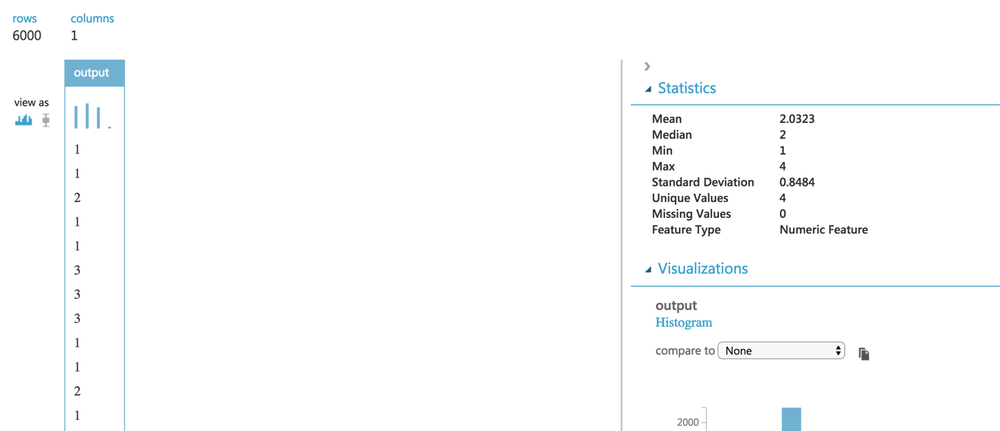 rows columns
6000 1
output
view as
1
1
2
1
1
3
3
3
1
1
2
1
Statistics
Mean 2.0323
Median 2
Min 1
Max 4
Standard Deviation 0.8484
Unique Values 4
Missing Values 0
Feature Type Numeric Feature
Visualizations
output
Histogram
compare to None
2000